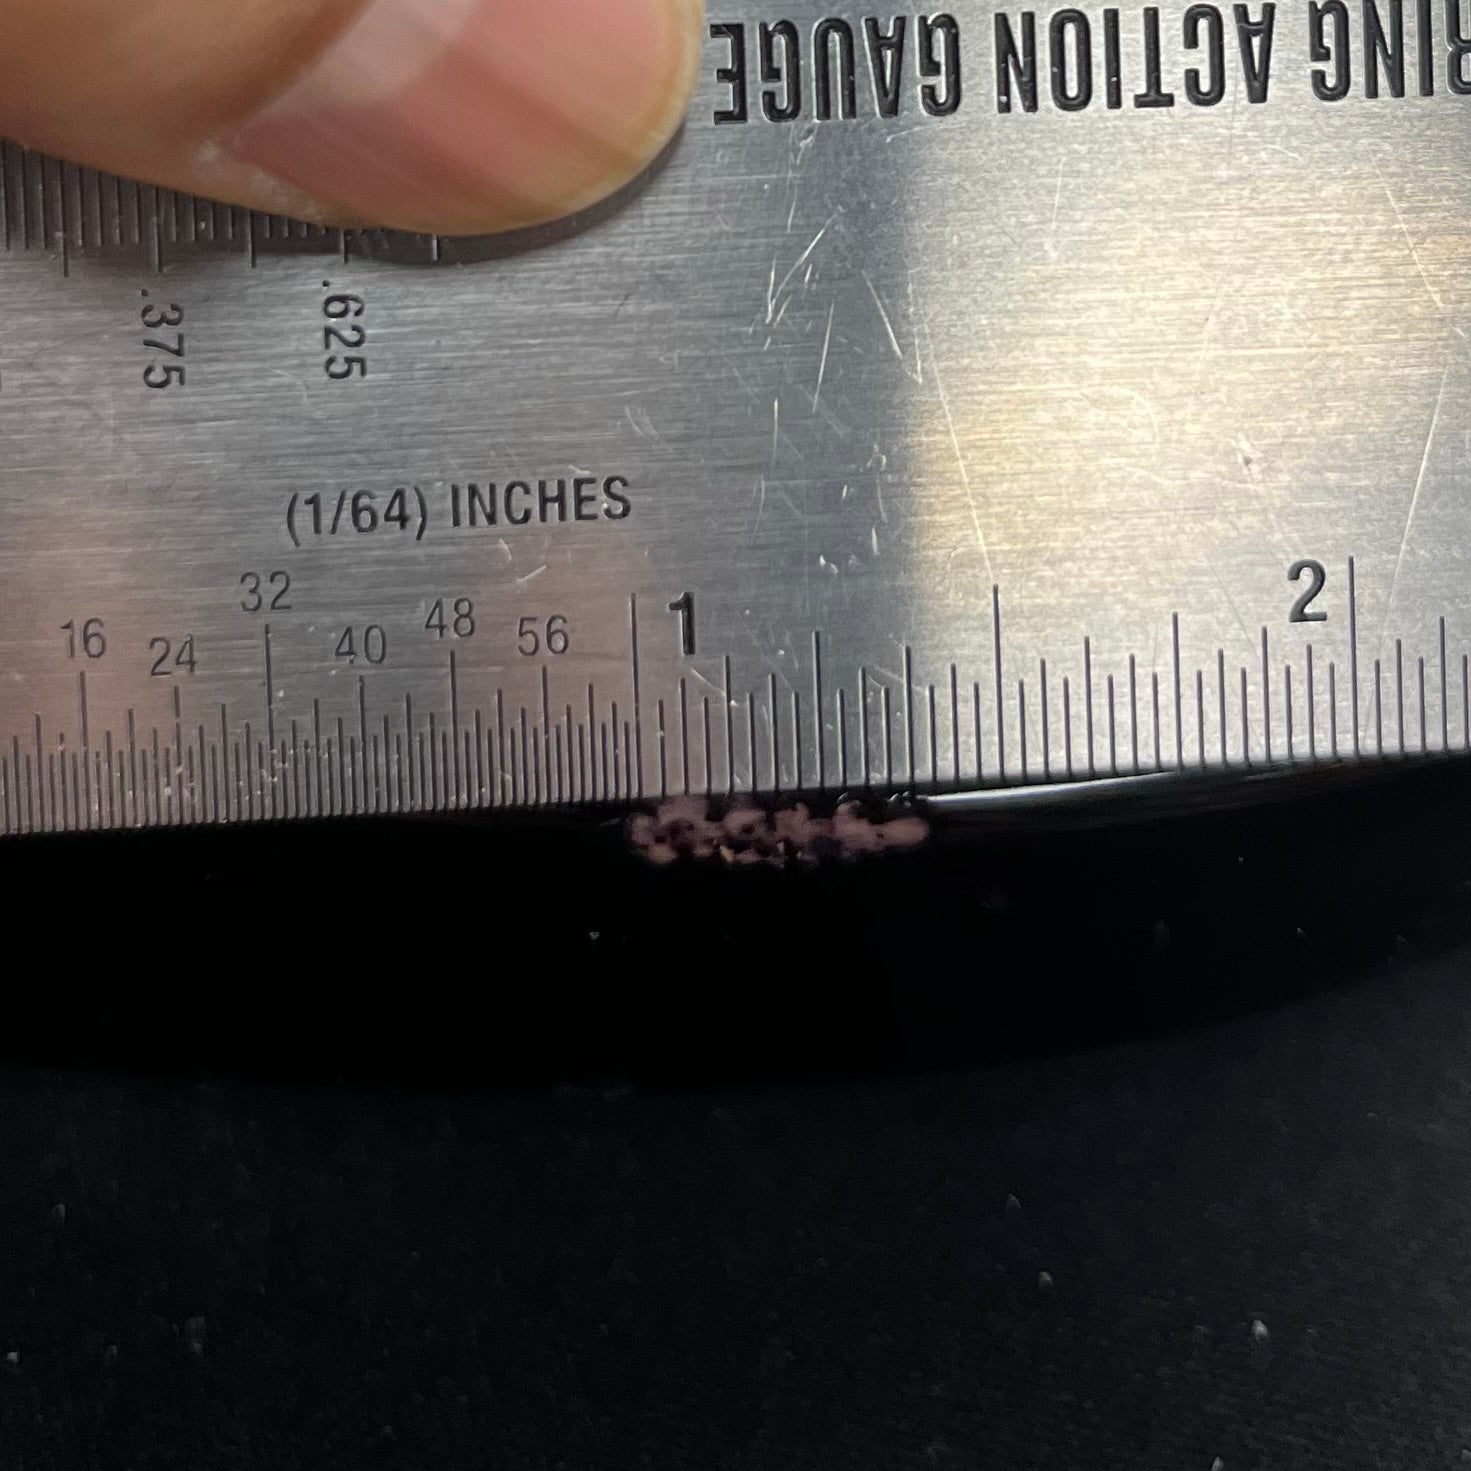 RING ACTION GAUGE
.375 .625
(1/64) INCHES
16 24 32 40 48 56 1 2